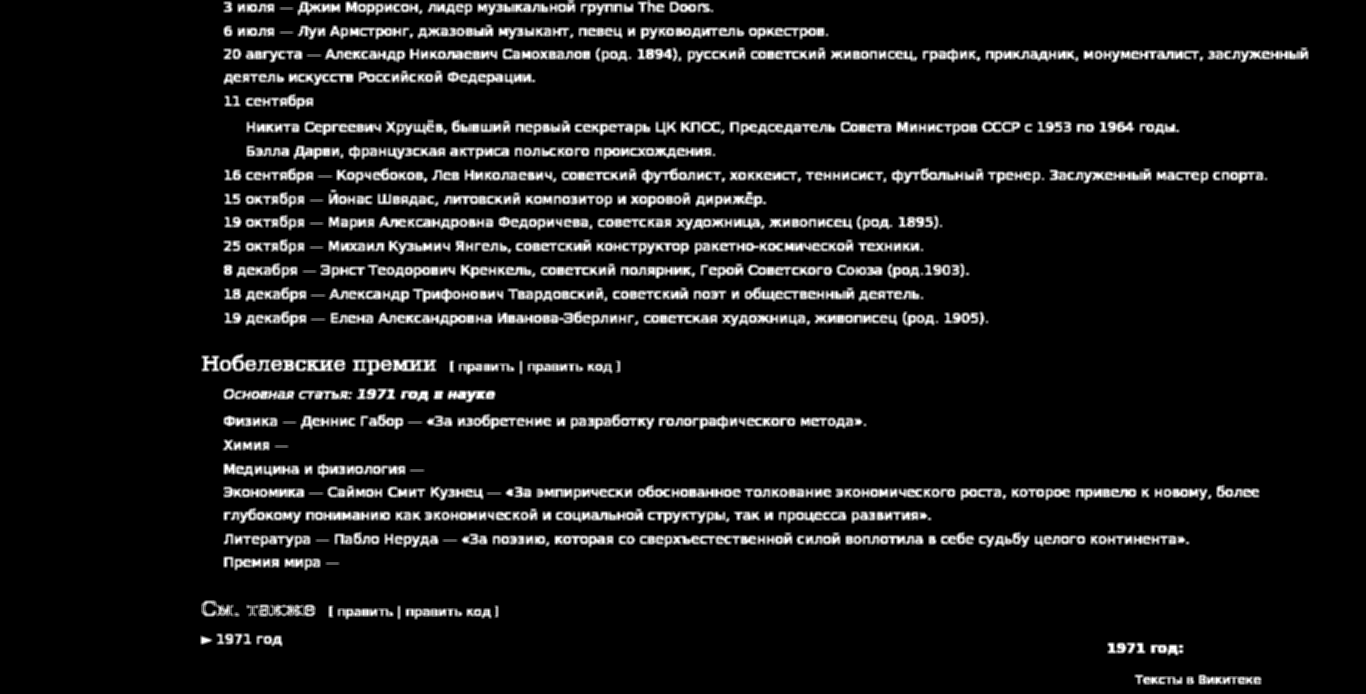 3 июля — Джим Моррисон, лидер музыкальной группы The Doors.
6 июля — Луи Армстронг, джазовый музыкант, певец и руководитель оркестров.
20 августа — Александр Николаевич Самохвалов (род. 1894), русский советский живописец, график, прикладник, монументалист, заслуженный
деятель искусств Российской Федерации.
11 сентября
Никита Сергеевич Хрущёв, бывший первый секретарь ЦК КПСС, Председатель Совета Министров СССР с 1953 по 1964 годы.
Бэлла Дарви, французская актриса польского происхождения.
16 сентября — Корчебоков, Лев Николаевич, советский футболист, хоккеист, теннисист, футбольный тренер. Заслуженный мастер спорта.
15 октября — Йонас Швядас, литовский композитор и хоровой дирижёр.
19 октября — Мария Александровна Федоричева, советская художница, живописец (род. 1895).
25 октября — Михаил Кузьмич Янгель, советский конструктор ракетно-космической техники.
8 декабря — Эрнст Теодорович Кренкель, советский полярник, Герой Советского Союза (род.1903).
18 декабря — Александр Трифонович Твардовский, советский поэт и общественный деятель.
19 декабря — Елена Александровна Иванова-Эберлинг, советская художница, живописец (род. 1905).
Нобелевские премии [ править | править код ]
Основная статья: 1971 год в науке
Физика — Деннис Габор — «За изобретение и разработку голографического метода».
Химия —
Медицина и физиология —
Экономика — Саймон Смит Кузнец — «За эмпирически обоснованное толкование экономического роста, которое привело к новому, более
глубокому пониманию как экономической и социальной структуры, так и процесса развития».
Литература — Пабло Неруда — «За поэзию, которая со сверхъестественной силой воплотила в себе судьбу целого континента».
Премия мира —
См. также [ править | править код ]
► 1971 год
1971 год:
Тексты в Викитеке